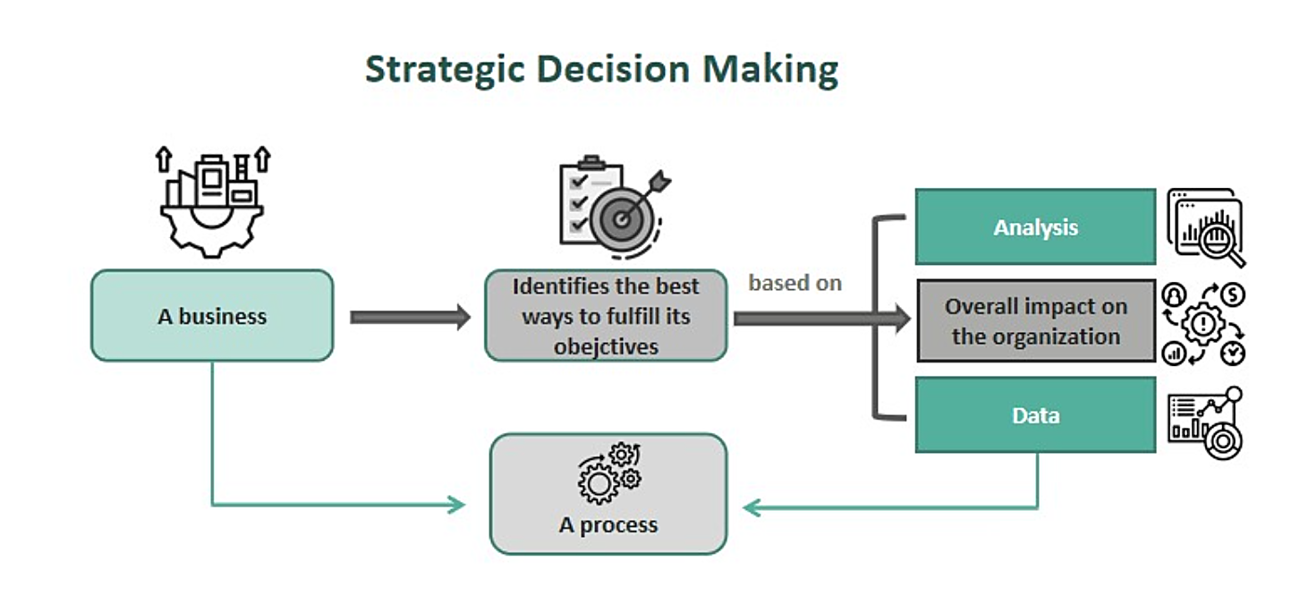 Strategic Decision Making
A business
Identifies the best
ways to fulfill its
obejctives
based on
Analysis
Overall impact on
the organization
Data
A process